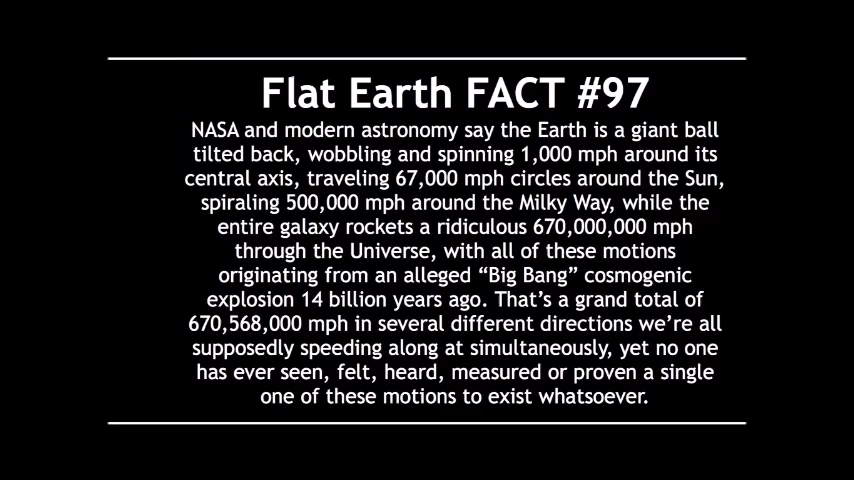 Flat Earth FACT #97
NASA and modern astronomy say the Earth is a giant ball
tilted back, wobbling and spinning 1,000 mph around its
central axis, traveling 67,000 mph circles around the Sun,
spiraling 500,000 mph around the Milky Way, while the
entire galaxy rockets a ridiculous 670,000,000 mph
through the Universe, with all of these motions
originating from an alleged “Big Bang” cosmogenic
explosion 14 billion years ago. That’s a grand total of
670,568,000 mph in several different directions we’re all
supposedly speeding along at simultaneously, yet no one
has ever seen, felt, heard, measured or proven a single
one of these motions to exist whatsoever.